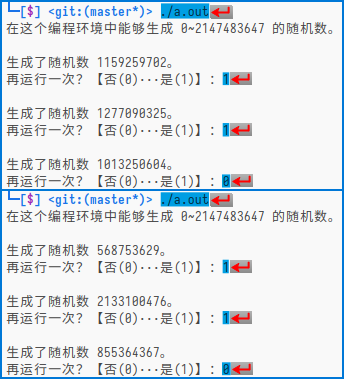 └─[$] <git:(master*)> ./a.out
在这个编程环境中能够生成 0~2147483647 的随机数。
生成了随机数 1159259702。
再运行一次？【否(0)···是(1)】：1
生成了随机数 1277090325。
再运行一次？【否(0)···是(1)】：1
生成了随机数 1013250604。
再运行一次？【否(0)···是(1)】：0
└─[$] <git:(master*)> ./a.out
在这个编程环境中能够生成 0~2147483647 的随机数。
生成了随机数 568753629。
再运行一次？【否(0)···是(1)】：1
生成了随机数 2133100476。
再运行一次？【否(0)···是(1)】：1
生成了随机数 855364367。
再运行一次？【否(0)···是(1)】：0